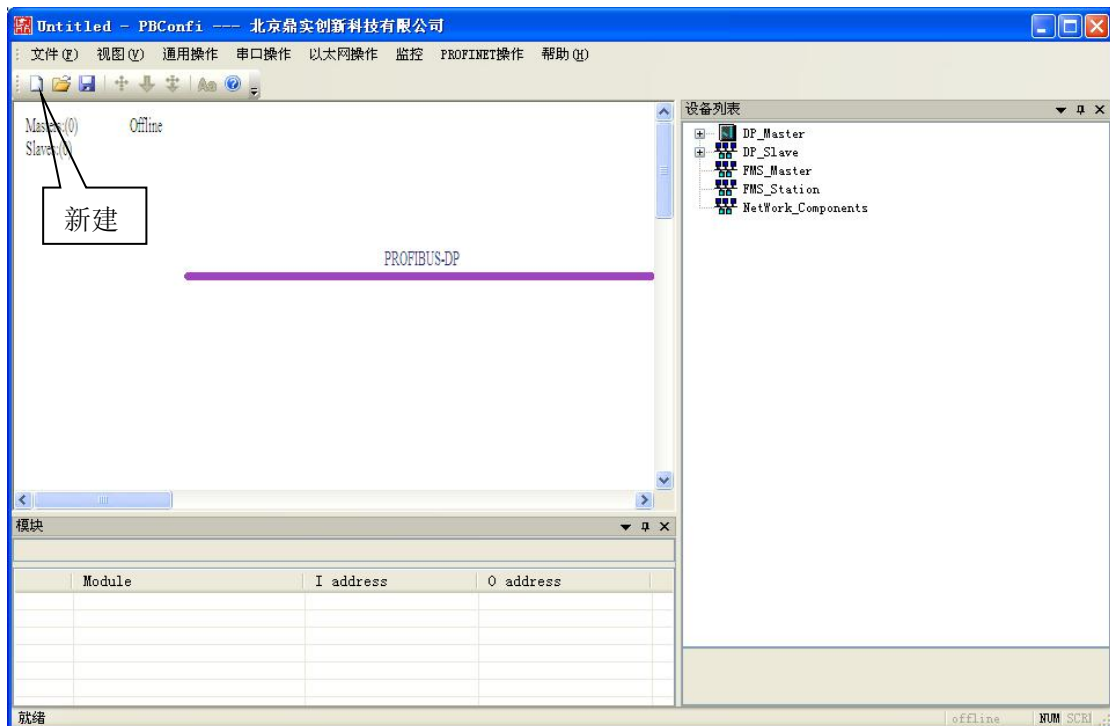 Untitled - PBConfi --- 北京鼎实创新科技有限公司
文件(F) 视图(V) 通用操作 串口操作 以太网操作 监控 PROFINET操作 帮助(H)
Masters:(0) Offline
Slaves:(0)
新建
PROFIBUS-DP
设备列表
DP_Master
DP_Slave
FMS_Master
FMS_Station
NetWork_Components
模块
Module I address O address
就绪 offline NUM SCRL